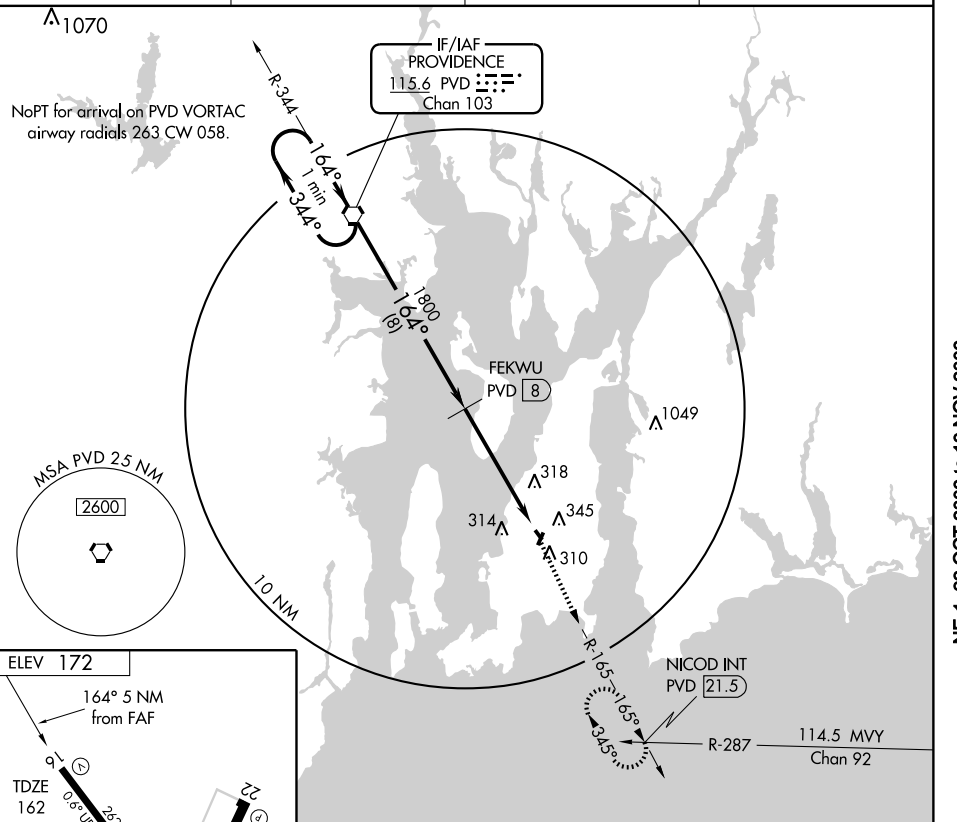 1070
IF/IAF
PROVIDENCE
115.6 PVD
Chan 103
R-344
NoPT for arrival on PVD VORTAC
airway radials 263 CW 058.
164°
1 min
344°
1800
164°
(8)
FEKWU
PVD 8
1049
318
345
314
310
MSA PVD 25 NM
2600
10 NM
R-165
165°
345°
NICOD INT
PVD 21.5
R-287
114.5 MVY
Chan 92
ELEV 172
164° 5 NM
from FAF
16
V
TDZE
162
22
P